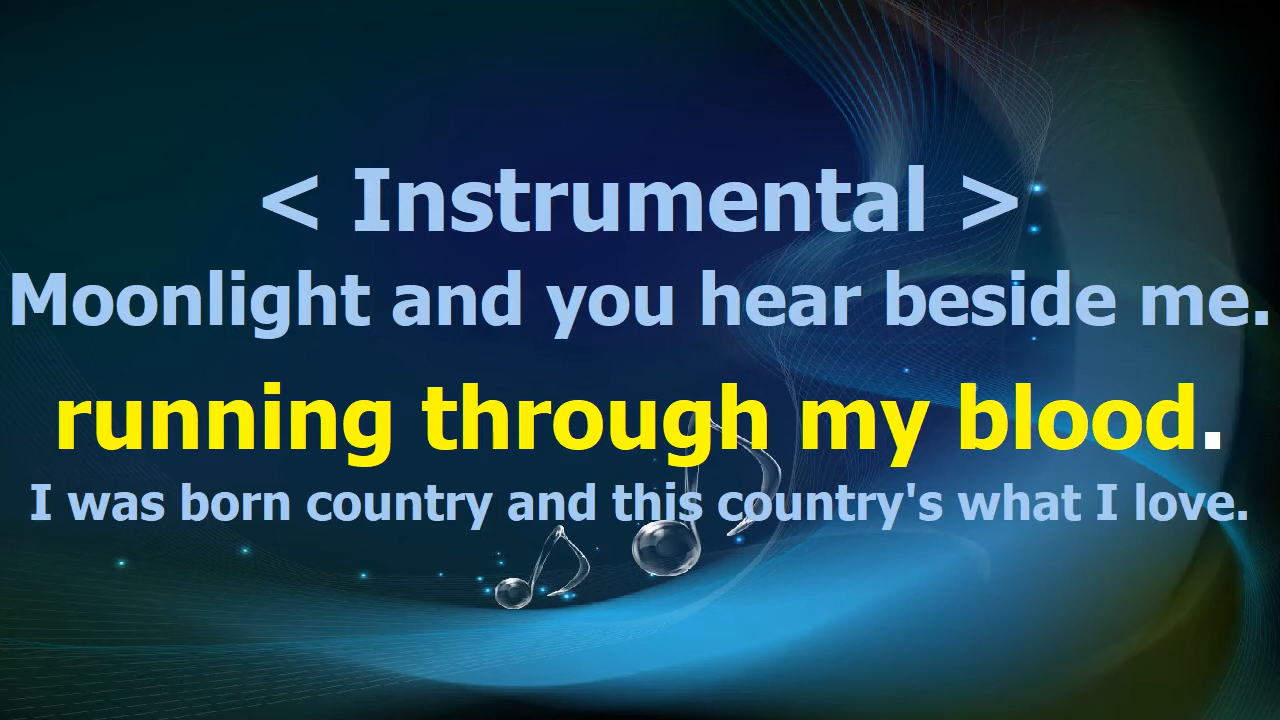 < Instrumental >
Moonlight and you hear beside me.
running through my blood.
I was born country and this country's what I love.